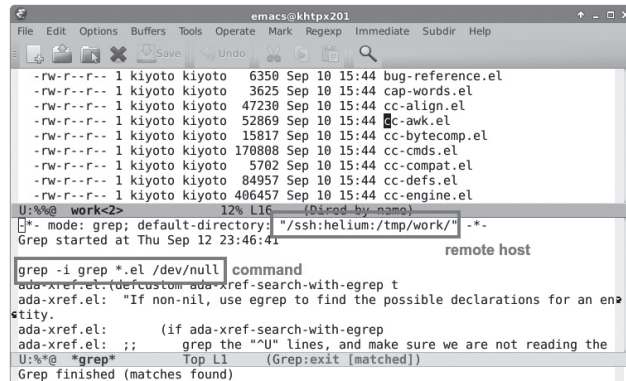 emacs@khtpx201
File Edit Options Buffers Tools Operate Mark Regexp Immediate Subdir Help
Save Undo
-rw-r--r-- 1 kiyoto kiyoto 6350 Sep 10 15:44 bug-reference.el
-rw-r--r-- 1 kiyoto kiyoto 3625 Sep 10 15:44 cap-words.el
-rw-r--r-- 1 kiyoto kiyoto 47230 Sep 10 15:44 cc-align.el
-rw-r--r-- 1 kiyoto kiyoto 52869 Sep 10 15:44 cc-awk.el
-rw-r--r-- 1 kiyoto kiyoto 15817 Sep 10 15:44 cc-bytecomp.el
-rw-r--r-- 1 kiyoto kiyoto 170808 Sep 10 15:44 cc-cmds.el
-rw-r--r-- 1 kiyoto kiyoto 5702 Sep 10 15:44 cc-compat.el
-rw-r--r-- 1 kiyoto kiyoto 84957 Sep 10 15:44 cc-defs.el
-rw-r--r-- 1 kiyoto kiyoto 406457 Sep 10 15:44 cc-engine.el
U:%%@ work<2> 12% L16 (Dired by name)
-*- mode: grep; default-directory: "/ssh:helium:/tmp/work/" -*-
Grep started at Thu Sep 12 23:46:41
remote host
grep -i grep *.el /dev/null command
ada-xref.el:(defcustom ada-xref-search-with-egrep t
ada-xref.el: "If non-nil, use egrep to find the possible declarations for an en
tity.
ada-xref.el: (if ada-xref-search-with-egrep
ada-xref.el: ;; grep the "^U" lines, and make sure we are not reading the
U:%*@ *grep* Top L1 (Grep:exit [matched])
Grep finished (matches found)